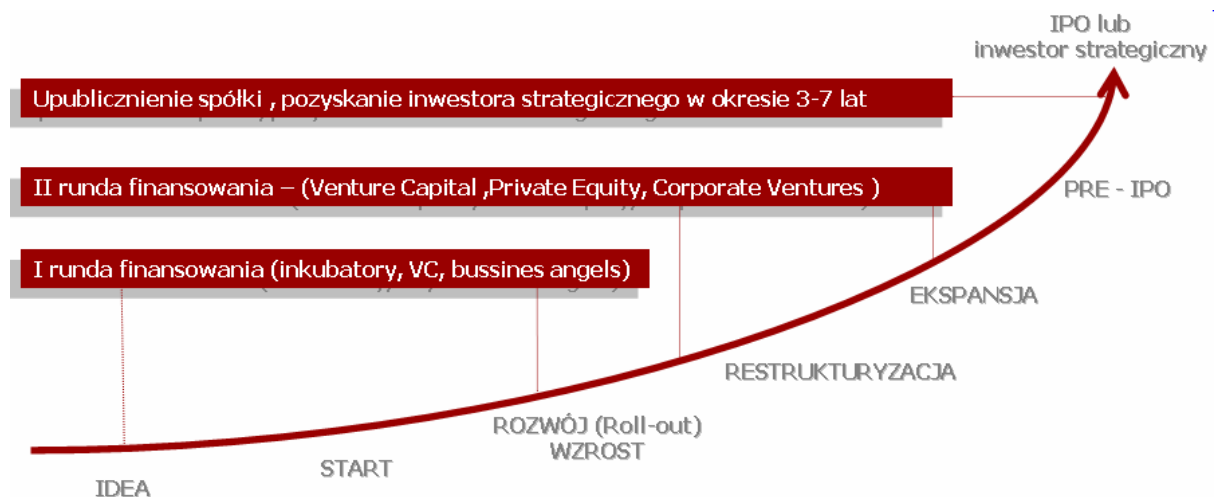 IPO lub
inwestor strategiczny
Upublicznienie spółki , pozyskanie inwestora strategicznego w okresie 3-7 lat
II runda finansowania – (Venture Capital ,Private Equity, Corporate Ventures )
PRE - IPO
I runda finansowania (inkubatory, VC, bussines angels)
EKSPANSJA
RESTRUKTURYZACJA
ROZWÓJ (Roll-out)
WZROST
START
IDEA